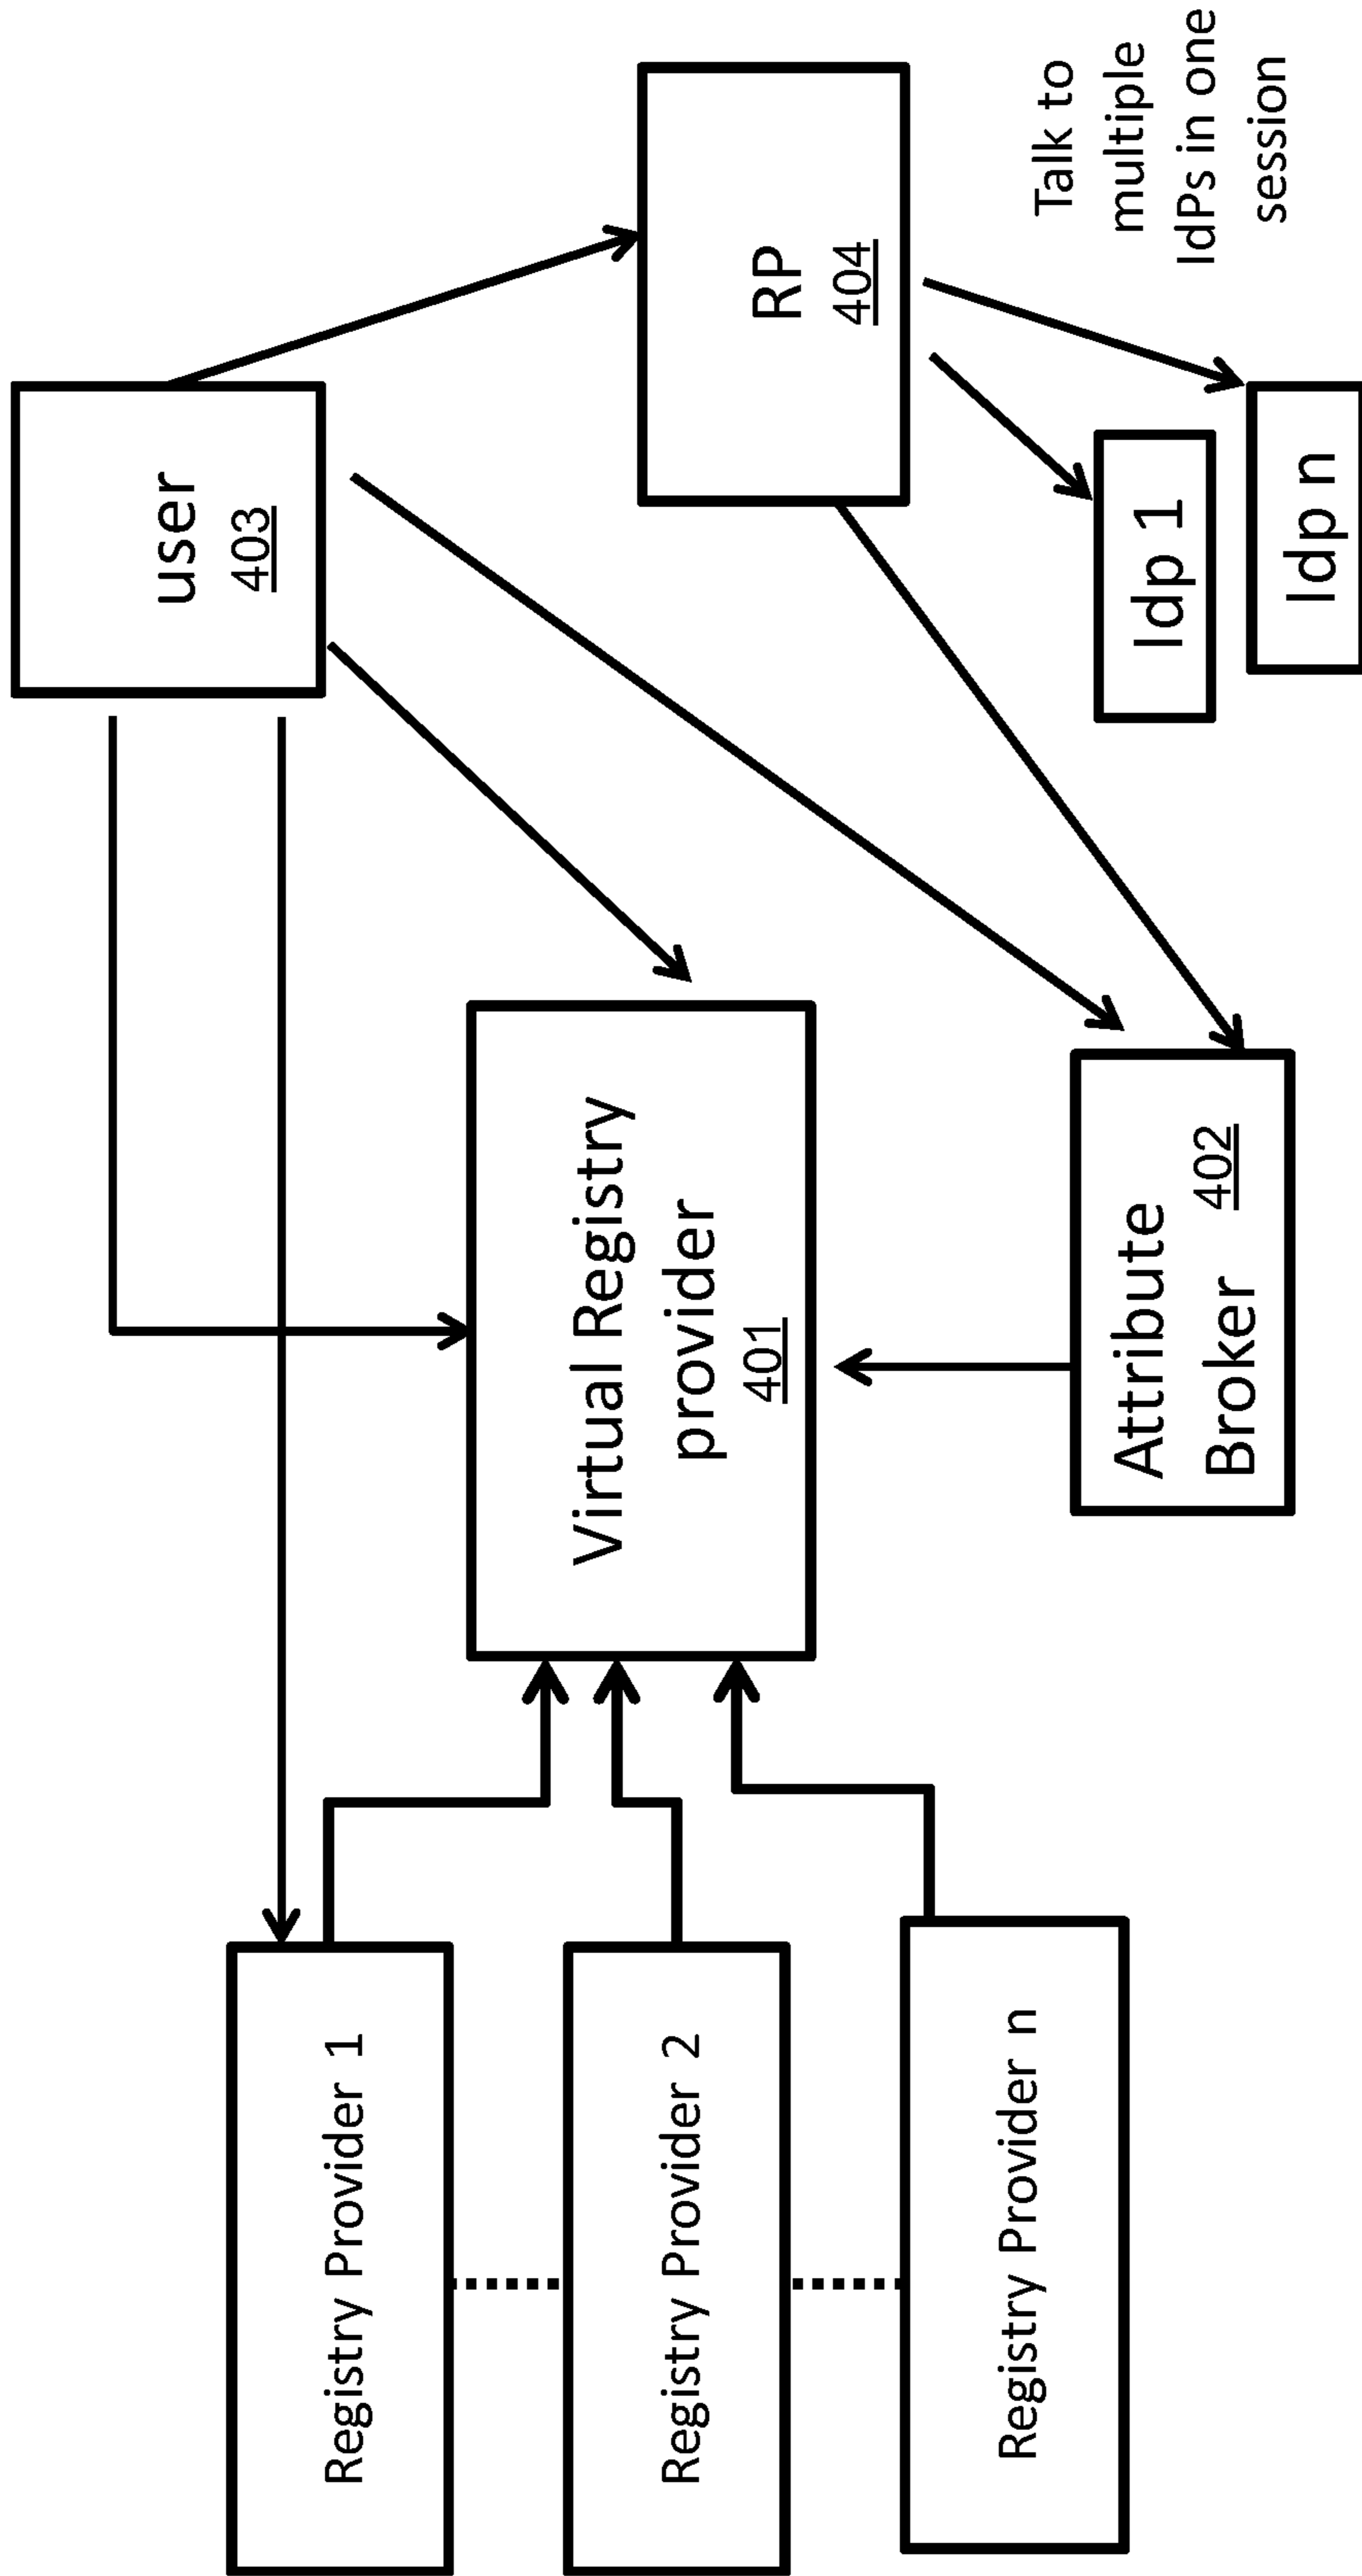 Registry Provider 1
Registry Provider 2
Registry Provider n
Virtual Registry
provider
401
Attribute
Broker 402
user
403
RP
404
Idp 1
Idp n
Talk to
multiple
IdPs in one
session